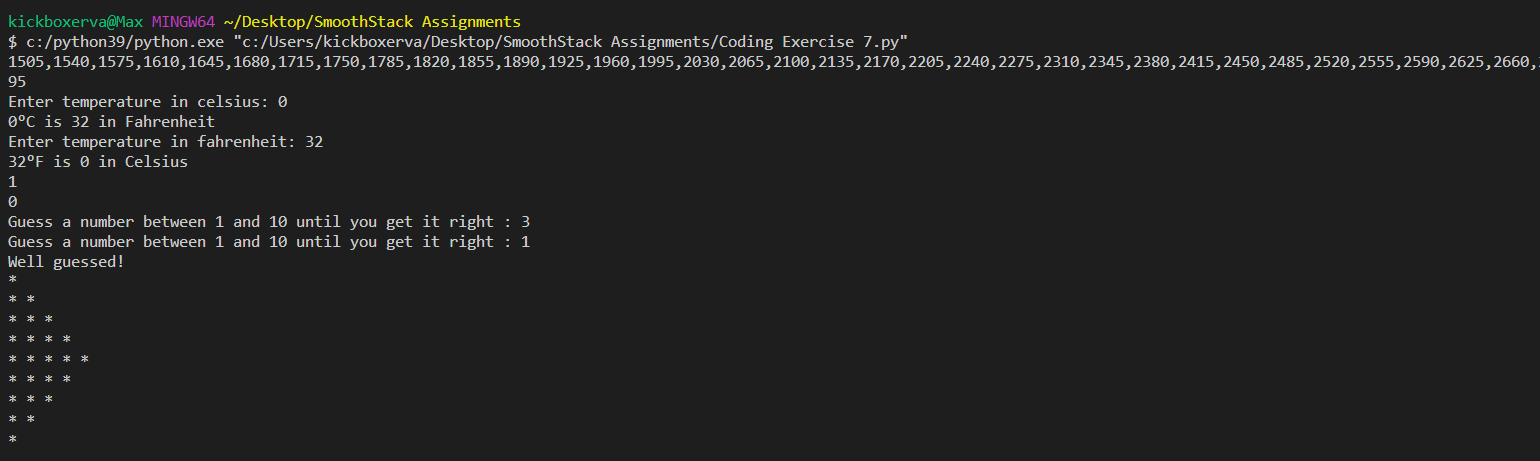 kickboxerva@Max MINGW64 ~/Desktop/SmoothStack Assignments
$ c:/python39/python.exe "c:/Users/kickboxerva/Desktop/SmoothStack Assignments/Coding Exercise 7.py"
1505,1540,1575,1610,1645,1680,1715,1750,1785,1820,1855,1890,1925,1960,1995,2030,2065,2100,2135,2170,2205,2240,2275,2310,2345,2380,2415,2450,2485,2520,2555,2590,2625,2660,
95
Enter temperature in celsius: 0
0°C is 32 in Fahrenheit
Enter temperature in fahrenheit: 32
32°F is 0 in Celsius
1
0
Guess a number between 1 and 10 until you get it right : 3
Guess a number between 1 and 10 until you get it right : 1
Well guessed!
*
* *
* * *
* * * *
* * * * *
* * * *
* * *
* *
*